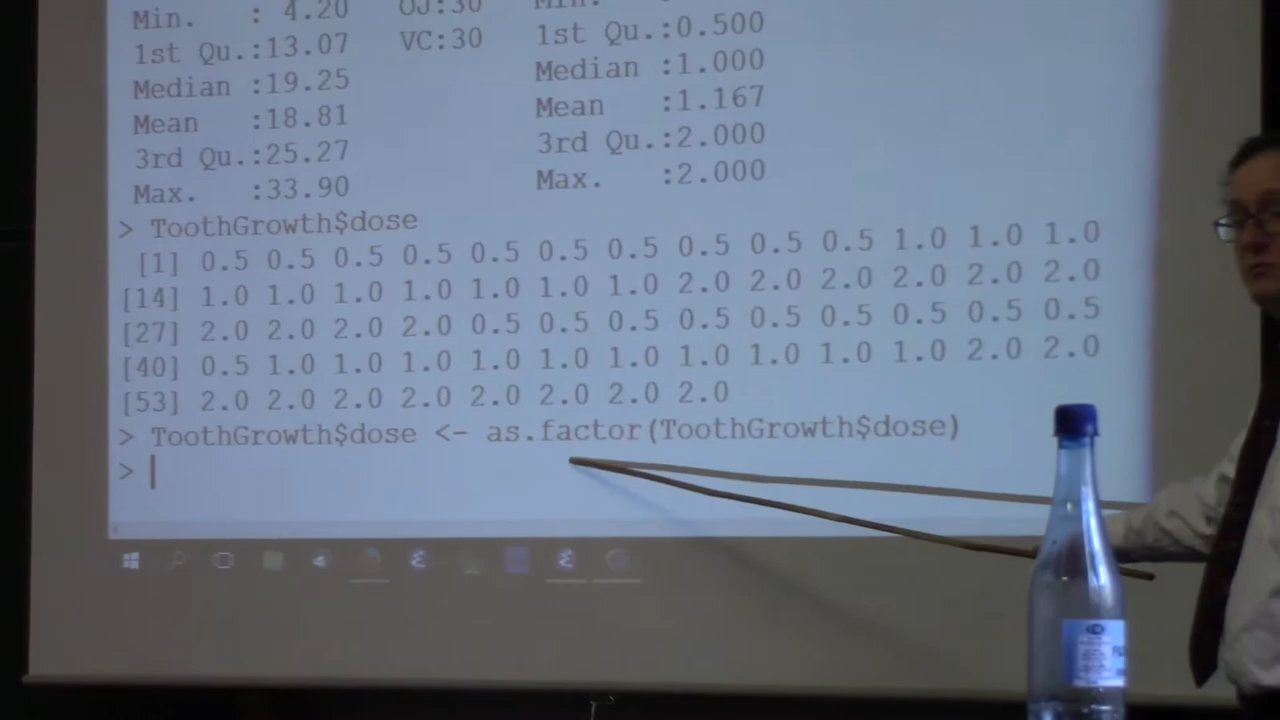 Min. : 4.20 OJ:30 Min. :
1st Qu.:13.07 VC:30 1st Qu.:0.500
Median :19.25 Median :1.000
Mean :18.81 Mean :1.167
3rd Qu.:25.27 3rd Qu.:2.000
Max. :33.90 Max. :2.000
> ToothGrowth$dose
[1] 0.5 0.5 0.5 0.5 0.5 0.5 0.5 0.5 0.5 0.5 1.0 1.0 1.0
[14] 1.0 1.0 1.0 1.0 1.0 1.0 1.0 2.0 2.0 2.0 2.0 2.0 2.0
[27] 2.0 2.0 2.0 2.0 0.5 0.5 0.5 0.5 0.5 0.5 0.5 0.5 0.5
[40] 0.5 1.0 1.0 1.0 1.0 1.0 1.0 1.0 1.0 1.0 1.0 2.0 2.0
[53] 2.0 2.0 2.0 2.0 2.0 2.0 2.0 2.0
> ToothGrowth$dose <- as.factor(ToothGrowth$dose)
>